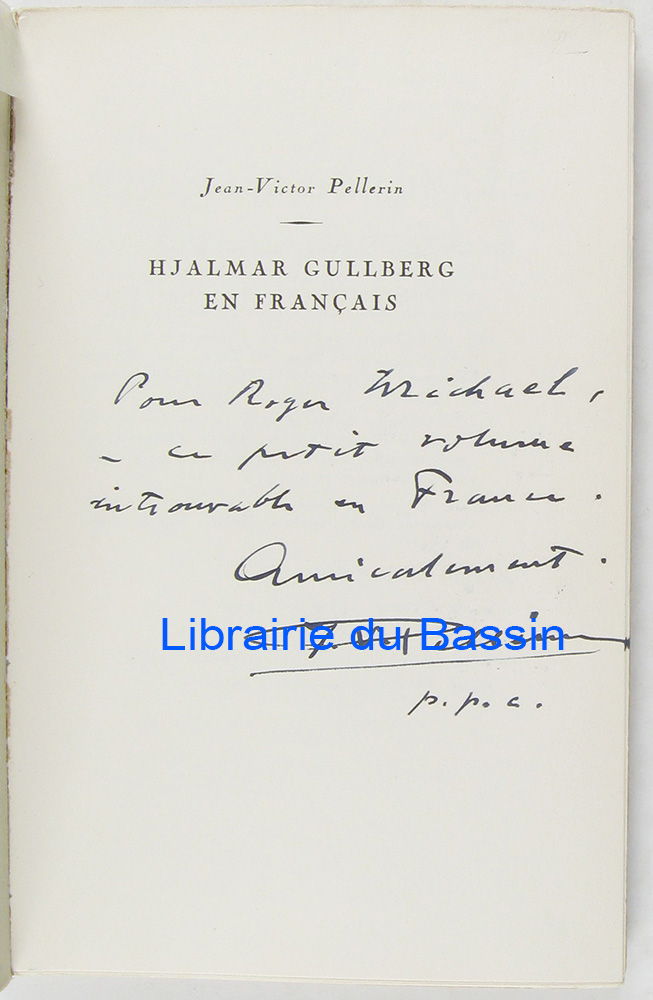 Jean-Victor Pellerin
HJALMAR GULLBERG
EN FRANÇAIS
Pour Roger Michael,
– ce petit volume
introuvable en France.
Amicalement.
Librairie du Bassin
p.p.c.